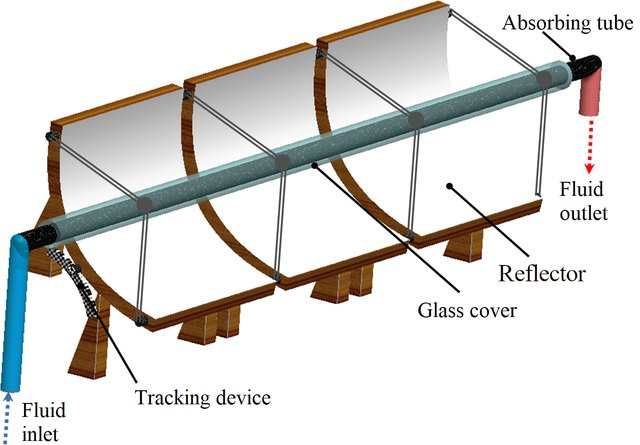 Absorbing tube
Fluid
outlet
Reflector
Glass cover
Tracking device
Fluid
inlet